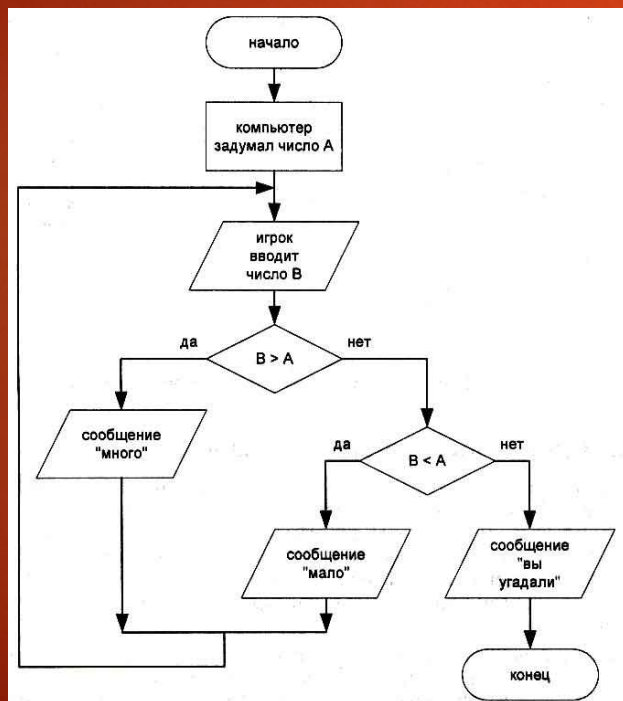 начало
компьютер
задумал число А
игрок
вводит
число В
да
В > А
нет
сообщение
"много"
да
В < А
нет
сообщение
"мало"
сообщение
"вы
угадали"
конец